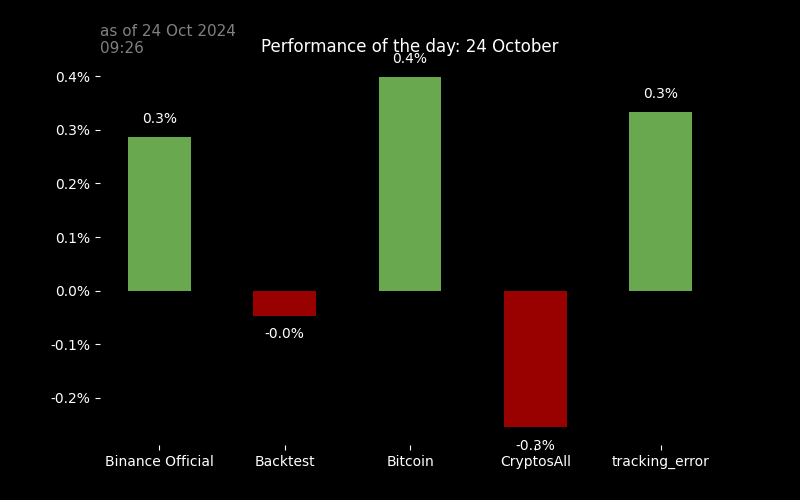 as of 24 Oct 2024
09:26
Performance of the day: 24 October
0.4%
0.4%
0.3%
0.3%
0.3%
0.2%
0.1%
0.0%
-0.0%
-0.1%
-0.2%
-0.3%
Binance Official
Backtest
Bitcoin
CryptosAll
tracking_error